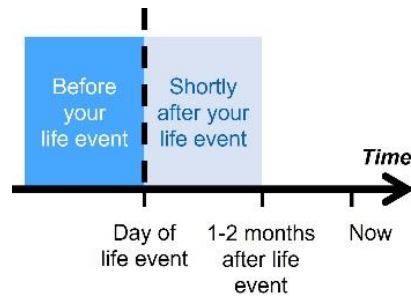 Before
your
life event
Shortly
after your
life event
Time
Day of
life event
1-2 months
after life
event
Now